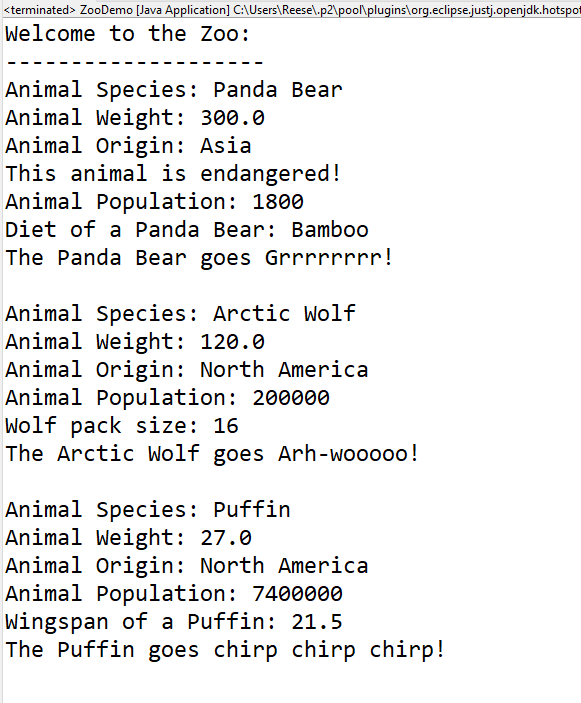 <terminated> ZooDemo [Java Application] C:\Users\Reese\.p2\pool\plugins\org.eclipse.justj.openjdk.hotspot
Welcome to the Zoo:
--------------------
Animal Species: Panda Bear
Animal Weight: 300.0
Animal Origin: Asia
This animal is endangered!
Animal Population: 1800
Diet of a Panda Bear: Bamboo
The Panda Bear goes Grrrrrrrr!
Animal Species: Arctic Wolf
Animal Weight: 120.0
Animal Origin: North America
Animal Population: 200000
Wolf pack size: 16
The Arctic Wolf goes Arh-wooooo!
Animal Species: Puffin
Animal Weight: 27.0
Animal Origin: North America
Animal Population: 7400000
Wingspan of a Puffin: 21.5
The Puffin goes chirp chirp chirp!